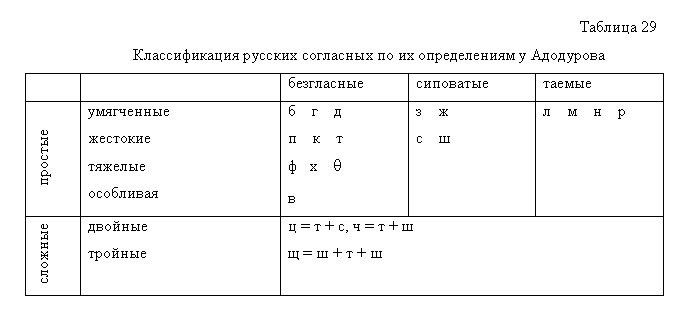 Таблица 29
Классификация русских согласных по их определениям у Адодурова
безгласные сиповатые таемые
простые
умягченные б г д з ж л м н р
жестокие п к т с ш
тяжелые ф х θ
особливая в
сложные
двойные ц = т + с, ч = т + ш
тройные щ = ш + т + ш